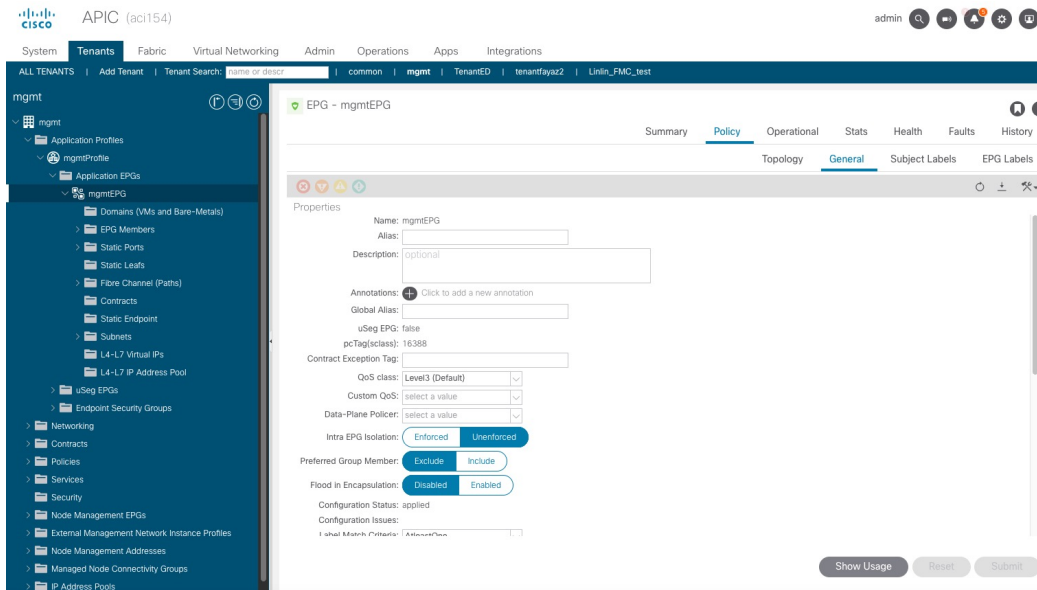 CISCO APIC (aci154) admin 5
System Tenants Fabric Virtual Networking Admin Operations Apps Integrations
ALL TENANTS | Add Tenant | Tenant Search: name or descr | common | mgmt | TenantED | tenantfayaz2 | Linlin_FMC_test
mgmt
mgmt
Application Profiles
mgmtProfile
Application EPGs
mgmtEPG
Domains (VMs and Bare-Metals)
EPG Members
Static Ports
Static Leafs
Fibre Channel (Paths)
Contracts
Static Endpoint
Subnets
L4-L7 Virtual IPs
L4-L7 IP Address Pool
uSeg EPGs
Endpoint Security Groups
Networking
Contracts
Policies
Services
Security
Node Management EPGs
External Management Network Instance Profiles
Node Management Addresses
Managed Node Connectivity Groups
IP Address Pools
EPG - mgmtEPG
Summary Policy Operational Stats Health Faults History
Topology General Subject Labels EPG Labels
Properties
Name: mgmtEPG
Alias:
Description: optional
Annotations: Click to add a new annotation
Global Alias:
uSeg EPG: false
pcTag(sclass): 16388
Contract Exception Tag:
QoS class: Level3 (Default)
Custom QoS: select a value
Data-Plane Policer: select a value
Intra EPG Isolation: Enforced Unenforced
Preferred Group Member: Exclude Include
Flood in Encapsulation: Disabled Enabled
Configuration Status: applied
Configuration Issues:
Label Match Criteria: AtleastOne
Show Usage Reset Submit